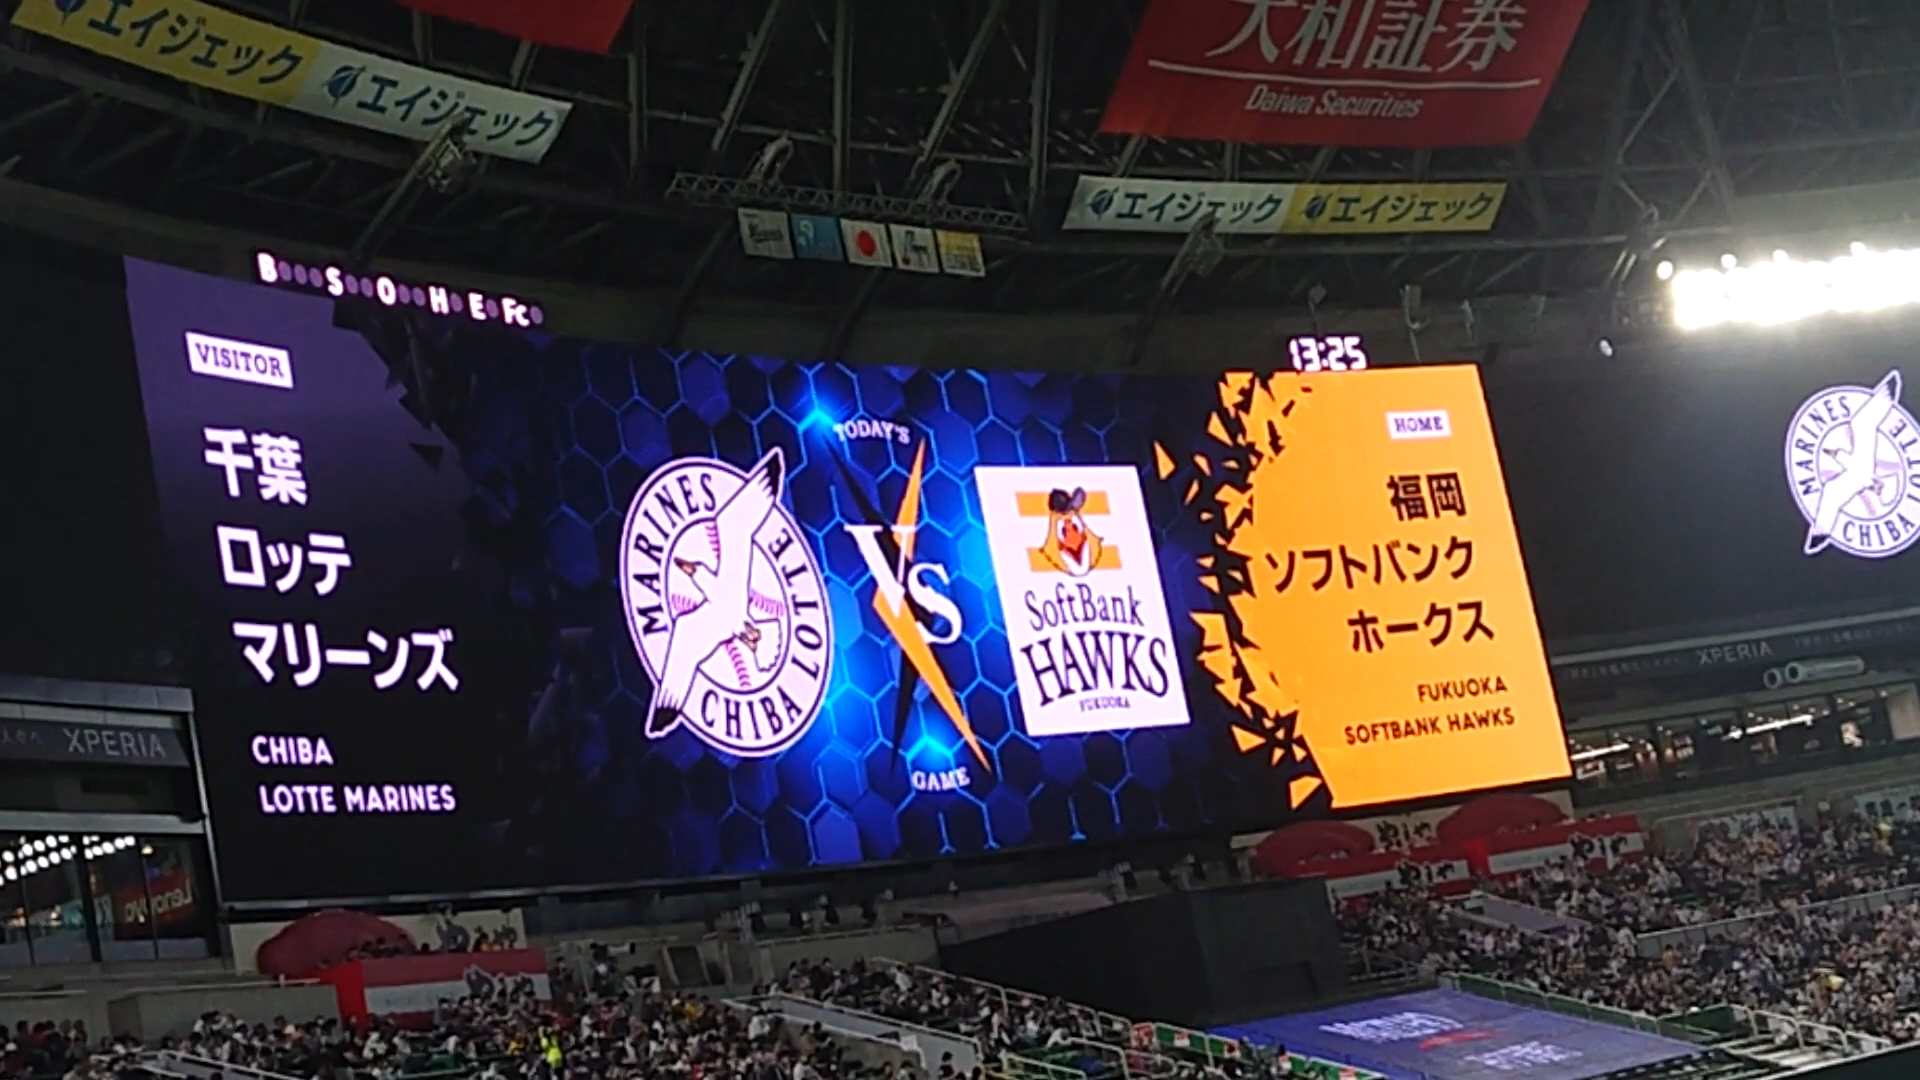 エイジェック
エイジェック
大和証券
Daiwa Securities
エイジェック
エイジェック
B S O H E Fc
13:25
VISITOR
千葉
ロッテ
マリーンズ
CHIBA
LOTTE MARINES
MARINES
CHIBA LOTTE
TODAY'S
VS
GAME
SoftBank
HAWKS
FUKUOKA
HOME
福岡
ソフトバンク
ホークス
FUKUOKA
SOFTBANK HAWKS
MARINES
CHIBA
XPERIA
XPERIA
Lenovo